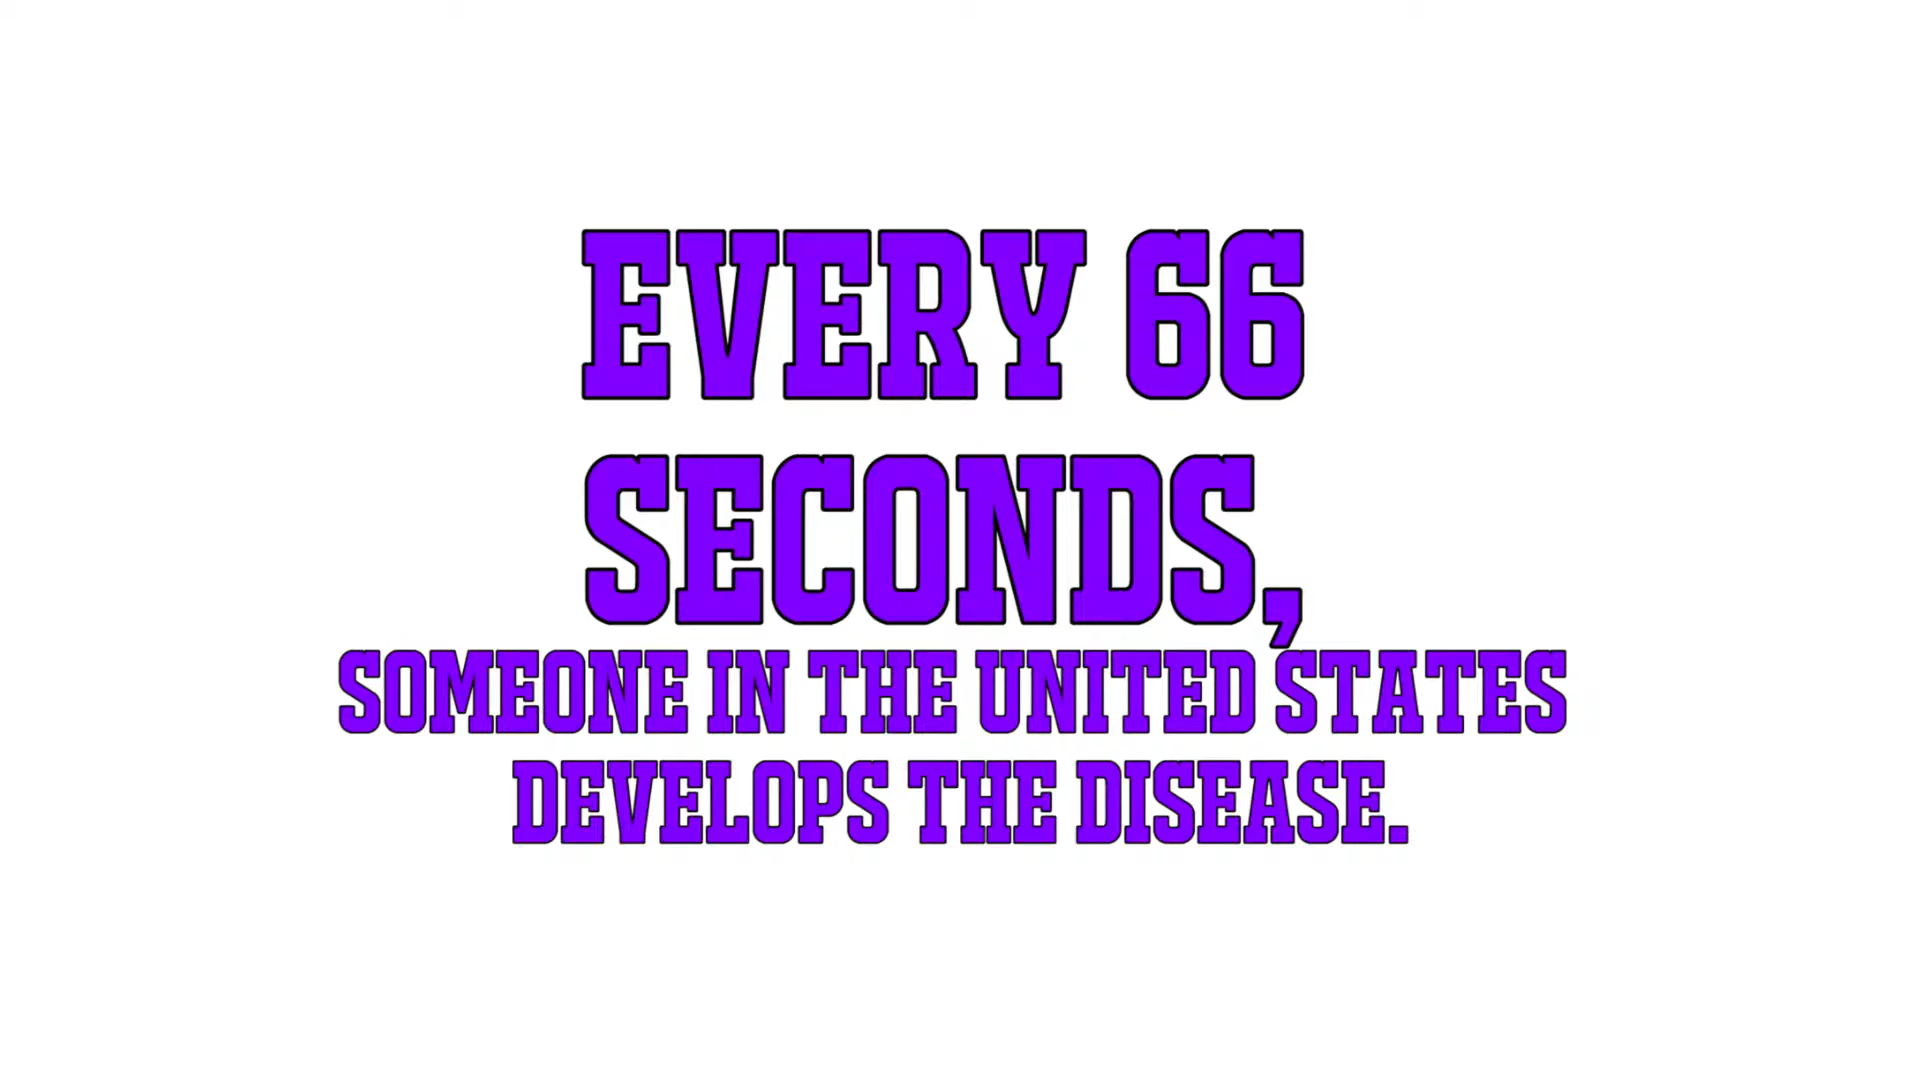 EVERY 66
SECONDS,
SOMEONE IN THE UNITED STATES
DEVELOPS THE DISEASE.